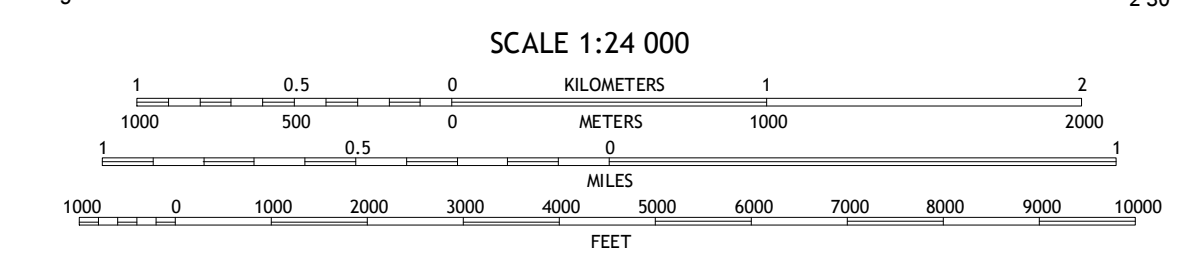 SCALE 1:24 000
1 0.5 0 KILOMETERS 1 2
1000 500 0 METERS 1000 2000
1 0.5 0 1
MILES
1000 0 1000 2000 3000 4000 5000 6000 7000 8000 9000 10000
FEET